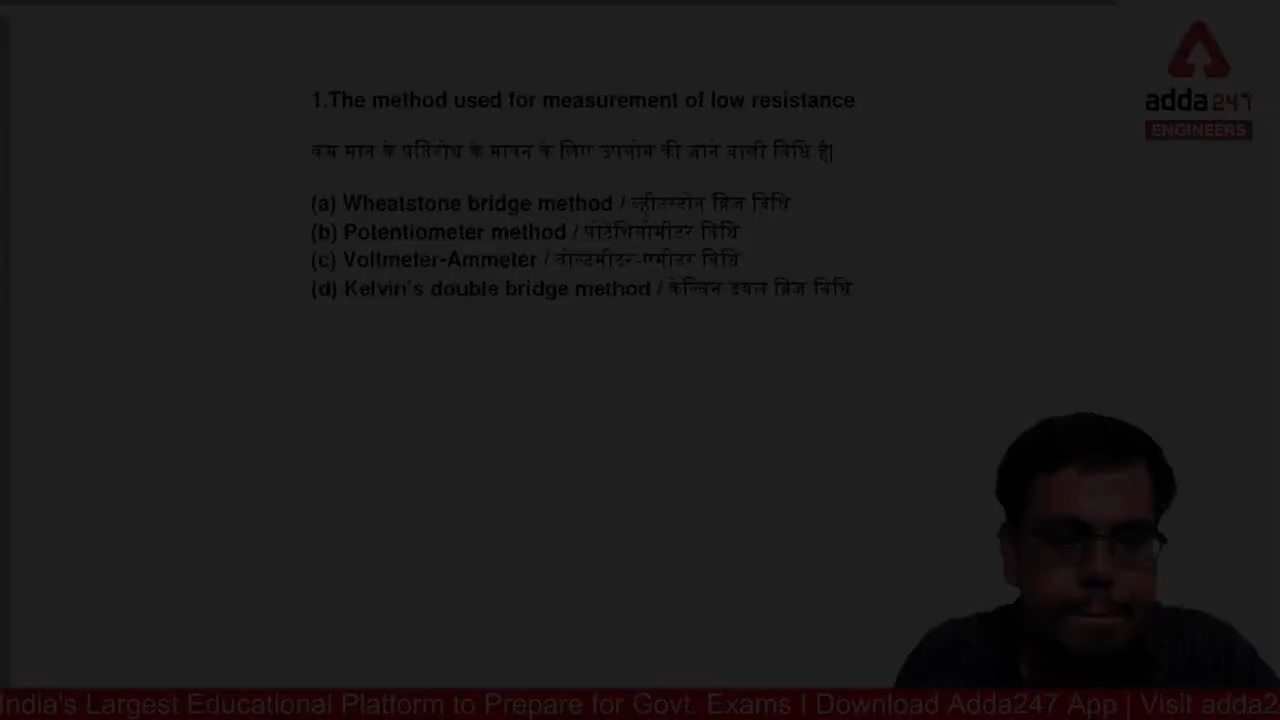 adda247
ENGINEERS
1.The method used for measurement of low resistance
कम मान के प्रतिरोध के मापन के लिए उपयोग की जाने वाली विधि है|
(a) Wheatstone bridge method / व्हीटस्टोन ब्रिज विधि
(b) Potentiometer method / पोटेंशियोमीटर विधि
(c) Voltmeter-Ammeter / वोल्टमीटर-एमीटर विधि
(d) Kelvin's double bridge method / केल्विन डबल ब्रिज विधि
India's Largest Educational Platform to Prepare for Govt. Exams | Download Adda247 App | Visit adda2